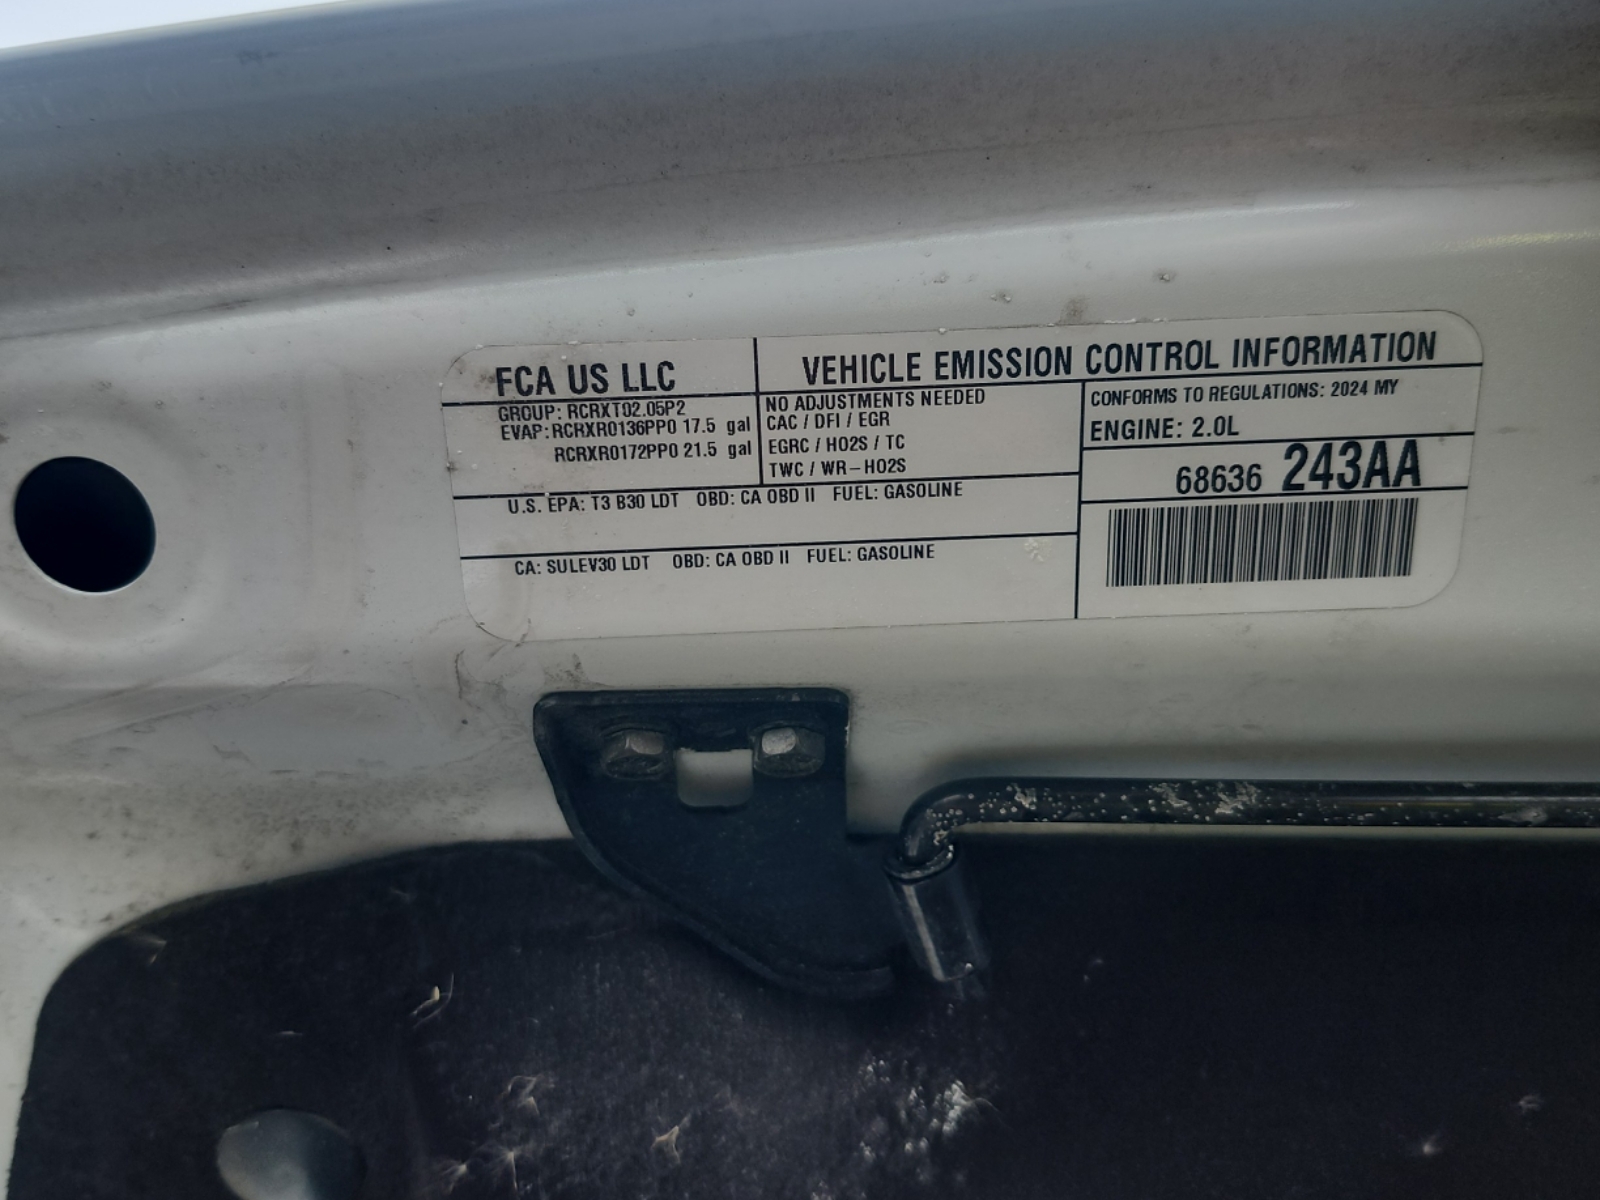 FCA US LLC
GROUP: RCRXT02.05P2
EVAP: RCRXR0136PP0 17.5 gal
RCRXR0172PP0 21.5 gal
VEHICLE EMISSION CONTROL INFORMATION
NO ADJUSTMENTS NEEDED
CAC / DFI / EGR
EGRC / HO2S / TC
TWC / WR-HO2S
CONFORMS TO REGULATIONS: 2024 MY
ENGINE: 2.0L
68636 243AA
U.S. EPA: T3 B30 LDT OBD: CA OBD II FUEL: GASOLINE
CA: SULEV30 LDT OBD: CA OBD II FUEL: GASOLINE